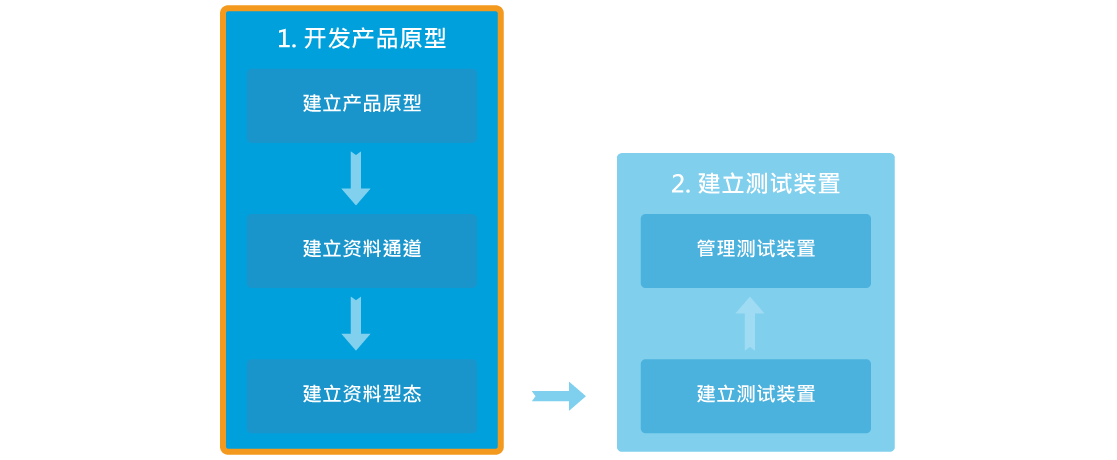 1. 开发产品原型
建立产品原型
建立资料通道
建立资料型态
2. 建立测试装置
管理测试装置
建立测试装置